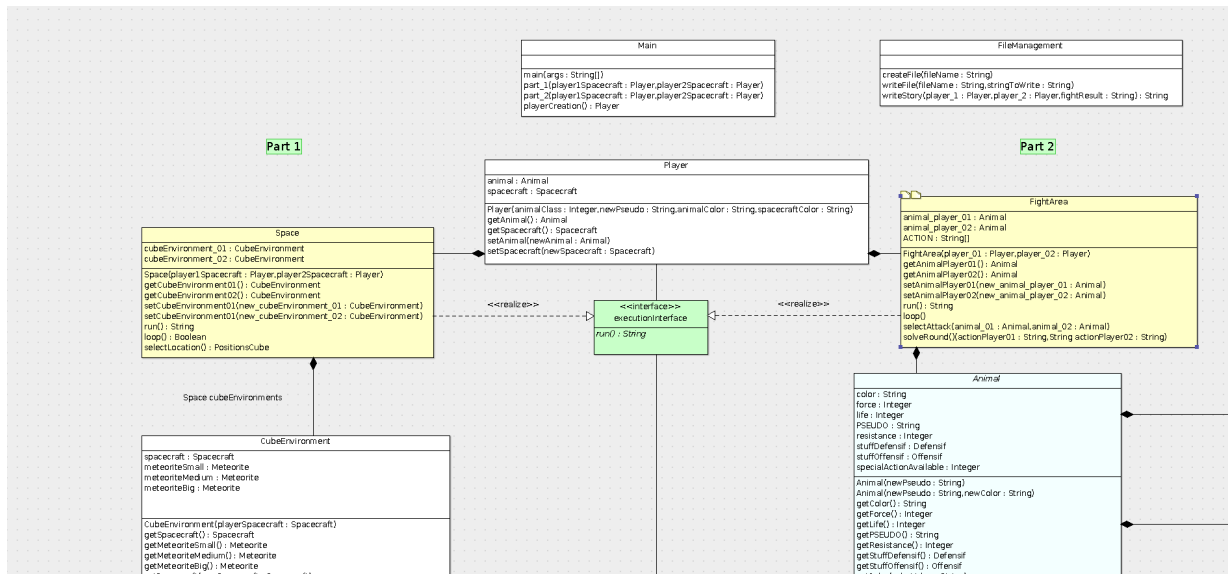 Main
main(args : String[])
part_1(player1Spacecraft : Player,player2Spacecraft : Player)
part_2(player1Spacecraft : Player,player2Spacecraft : Player)
playerCreation() : Player
FileManagement
createFile(fileName : String)
writeFile(fileName : String,stringToWrite : String)
writeStory(player_1 : Player,player_2 : Player,fightResult : String) : String
Part 1
Part 2
Player
animal : Animal
spacecraft : Spacecraft
Player(animalClass : Integer,newPseudo : String,animalColor : String,spacecraftColor : String)
getAnimal() : Animal
getSpacecraft() : Spacecraft
setAnimal(newAnimal : Animal)
setSpacecraft(newSpacecraft : Spacecraft)
Space
cubeEnvironment_01 : CubeEnvironment
cubeEnvironment_02 : CubeEnvironment
Space(player1Spacecraft : Player,player2Spacecraft : Player)
getCubeEnvironment01() : CubeEnvironment
getCubeEnvironment02() : CubeEnvironment
setCubeEnvironment01(new_cubeEnvironment_01 : CubeEnvironment)
setCubeEnvironment01(new_cubeEnvironment_02 : CubeEnvironment)
run() : String
loop() : Boolean
selectLocation() : PositionsCube
<<realize>>
<<interface>>
executionInterface
run() : String
<<realize>>
FightArea
animal_player_01 : Animal
animal_player_02 : Animal
ACTION : String[]
FightArea(player_01 : Player,player_02 : Player)
getAnimalPlayer01() : Animal
getAnimalPlayer02() : Animal
setAnimalPlayer01(new_animal_player_01 : Animal)
setAnimalPlayer02(new_animal_player_02 : Animal)
run() : String
loop()
selectAttack(animal_01 : Animal,animal_02 : Animal)
solveRound()(actionPlayer01 : String,String actionPlayer02 : String)
Space cubeEnvironments
CubeEnvironment
spacecraft : Spacecraft
meteoriteSmall : Meteorite
meteoriteMedium : Meteorite
meteoriteBig : Meteorite
CubeEnvironment(playerSpacecraft : Spacecraft)
getSpacecraft() : Spacecraft
getMeteoriteSmall() : Meteorite
getMeteoriteMedium() : Meteorite
getMeteoriteBig() : Meteorite
Animal
color : String
force : Integer
life : Integer
PSEUDO : String
resistance : Integer
stuffDefensif : Defensif
stuffOffensif : Offensif
specialActionAvailable : Integer
Animal(newPseudo : String)
Animal(newPseudo : String,newColor : String)
getColor() : String
getForce() : Integer
getLife() : Integer
getPSEUDO() : String
getResistance() : Integer
getStuffDefensif() : Defensif
getStuffOffensif() : Offensif